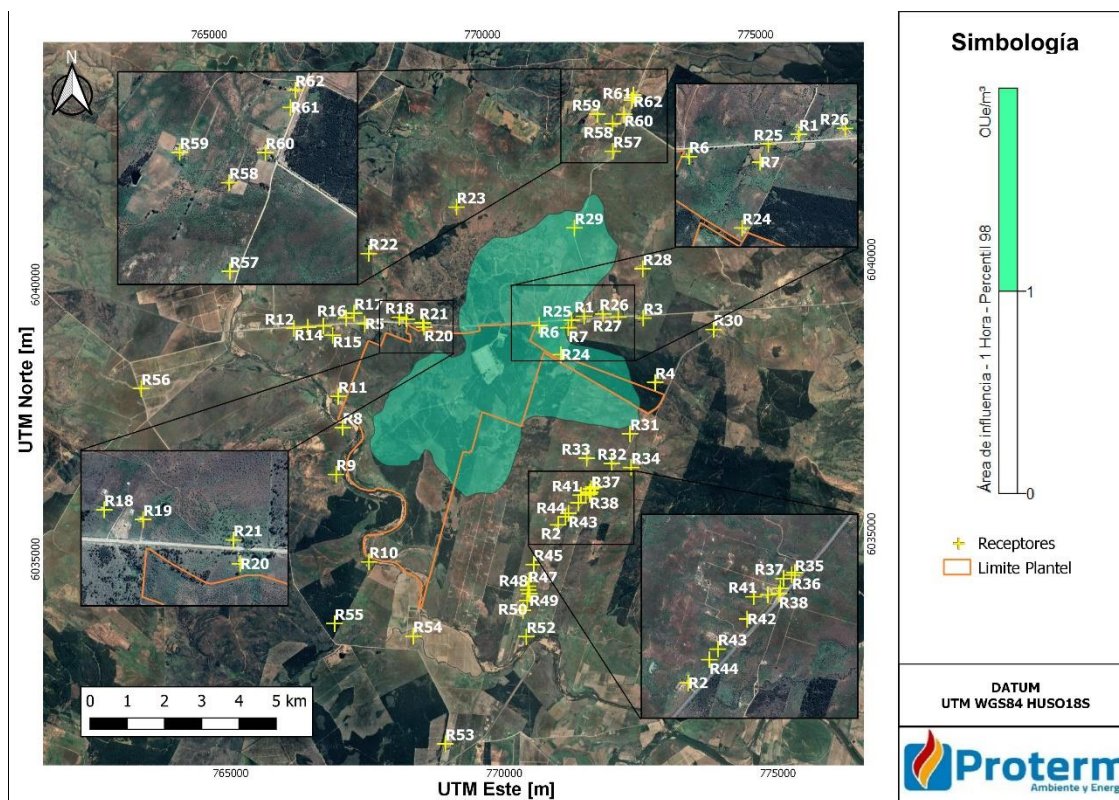 765000
770000
775000
UTM Norte [m]
6040000
6035000
6040000
6035000
R62
R61
R59
R60
R58
R57
R61
R59
R62
R60
R58
R57
R26
R1
R25
R6
R7
R24
R23
R29
R22
R28
R17
R16
R12
R18
R21
R5
R14
R20
R15
R25
R1
R26
R3
R6
R27
R7
R30
R24
R56
R4
R11
R8
R31
R33
R32
R34
R9
R37
R41
R38
R44
R43
R2
R18
R19
R21
R20
R10
R45
R48
R47
R49
R50
R55
R54
R52
R53
R35
R37
R36
R41
R38
R42
R43
R44
R2
0 1 2 3 4 5 km
765000
770000
775000
UTM Este [m]
Simbología
OUe/m³
1
0
Área de influencia - 1 Hora - Percentil 98
Receptores
Limite Plantel
DATUM
UTM WGS84 HUSO18S
Proterm
Ambiente y Energ